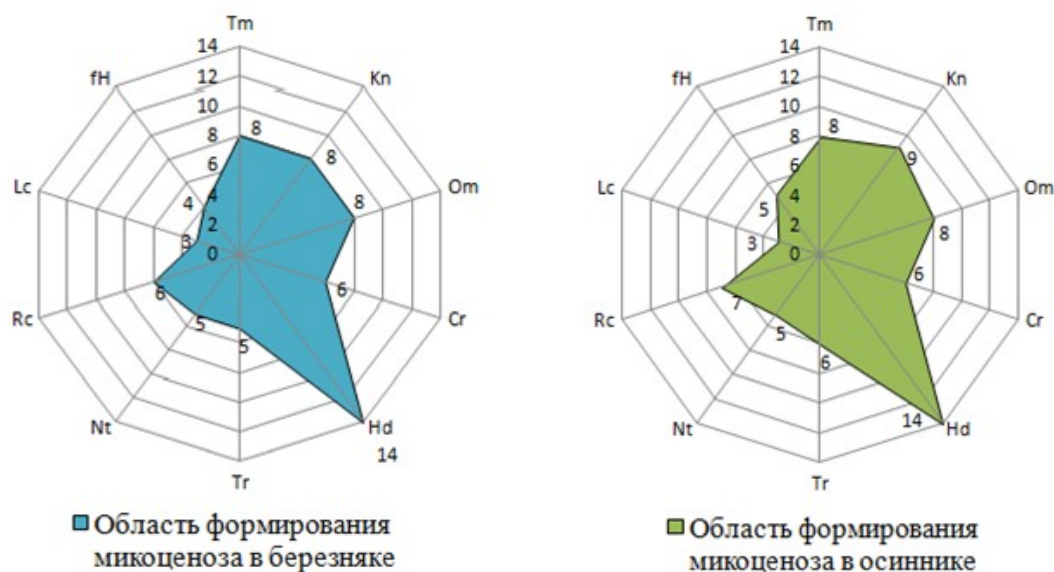 Tm
14
12
10
8
6
4
2
0
fH
Kn
Lc
Om
Rc
Cr
Nt
Hd
Tr
8
8
8
6
14
5
5
6
3
4
Область формирования
микоценоза в березняке
Tm
14
12
10
8
6
4
2
0
fH
Kn
Lc
Om
Rc
Cr
Nt
Hd
Tr
8
9
8
6
14
6
5
7
3
5
Область формирования
микоценоза в осиннике